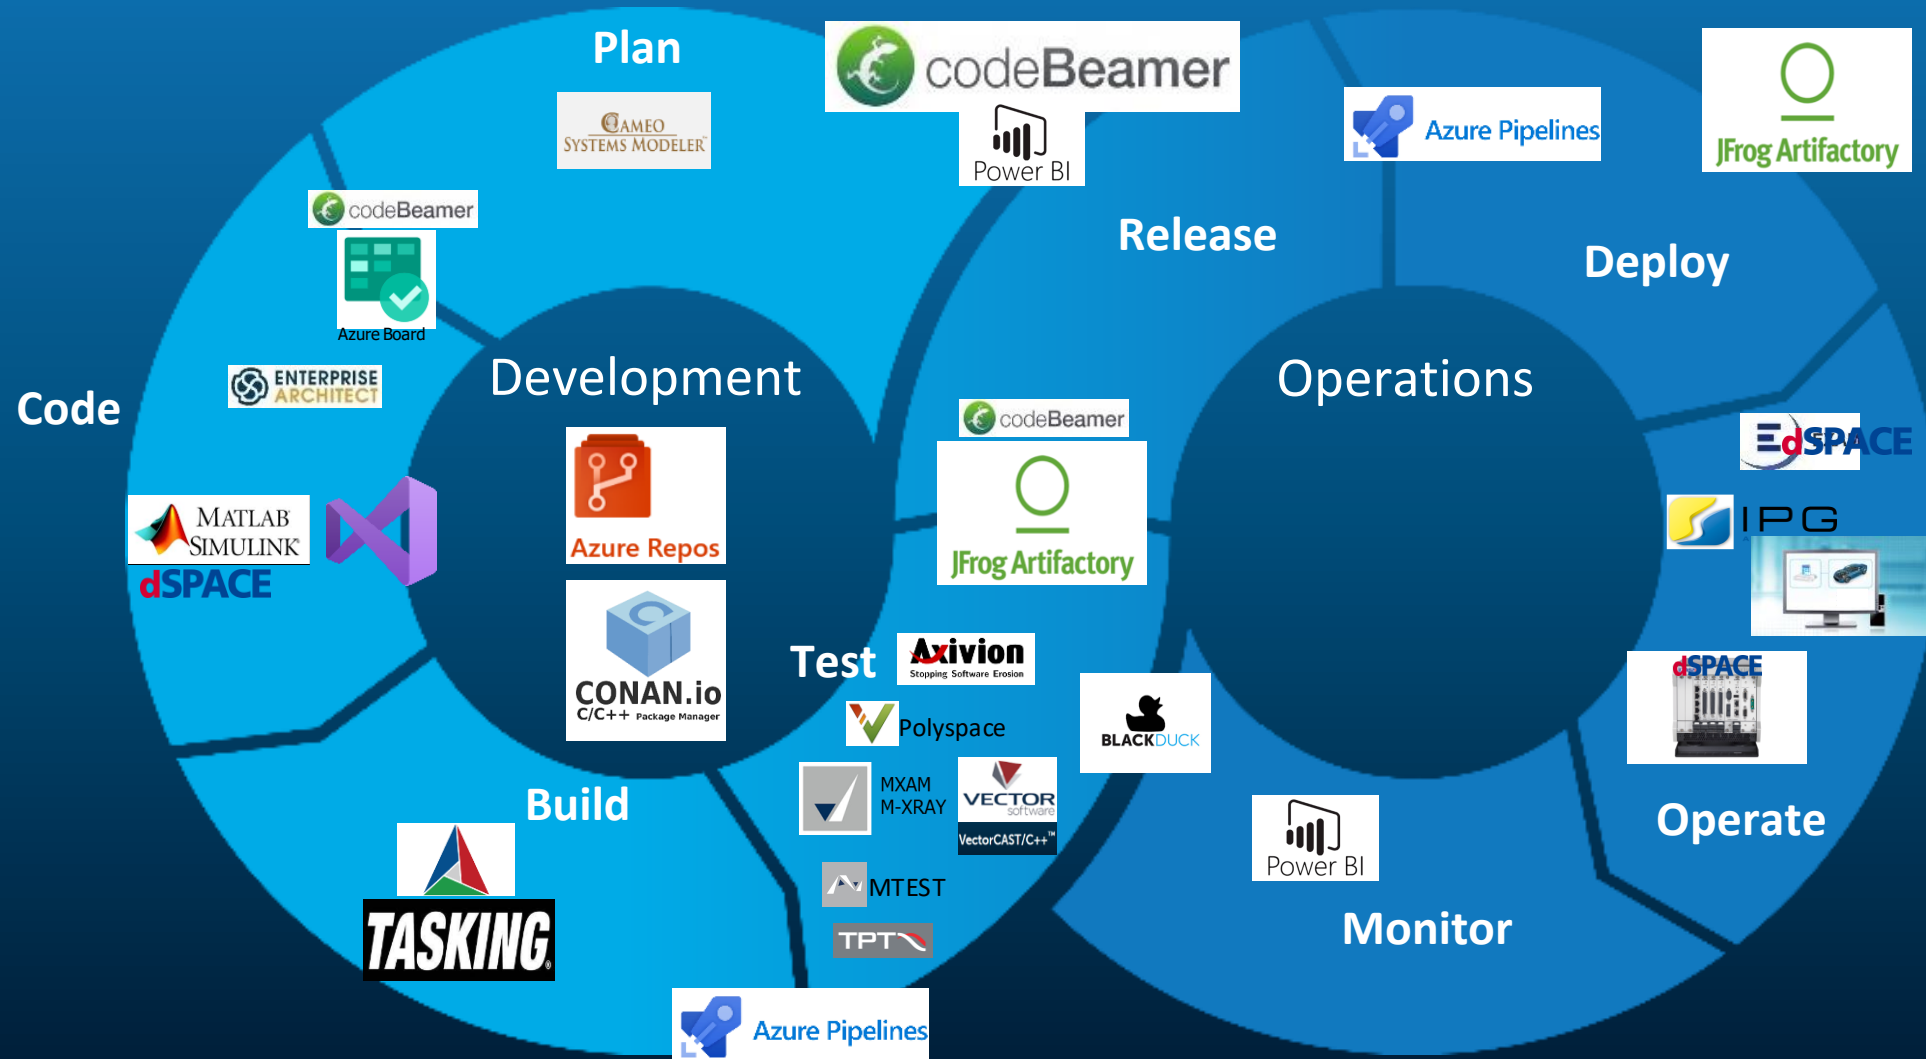 Plan
codeBeamer
CAMEO
SYSTEMS MODELER™
Power BI
Azure Pipelines
JFrog Artifactory
codeBeamer
Azure Board
Release
Deploy
ENTERPRISE
ARCHITECT
Code
Development
Operations
codeBeamer
JFrog Artifactory
Azure Repos
MATLAB
SIMULINK®
dSPACE
CONAN.io
C/C++ Package Manager
dSPACE
IPG
dSPACE
Test
Axivion
Stopping Software Erosion
Polyspace
BLACKDUCK
MXAM
M-XRAY
VECTOR
software
VectorCAST/C++™
MTEST
TPT
Build
TASKING®
Azure Pipelines
Power BI
Operate
Monitor